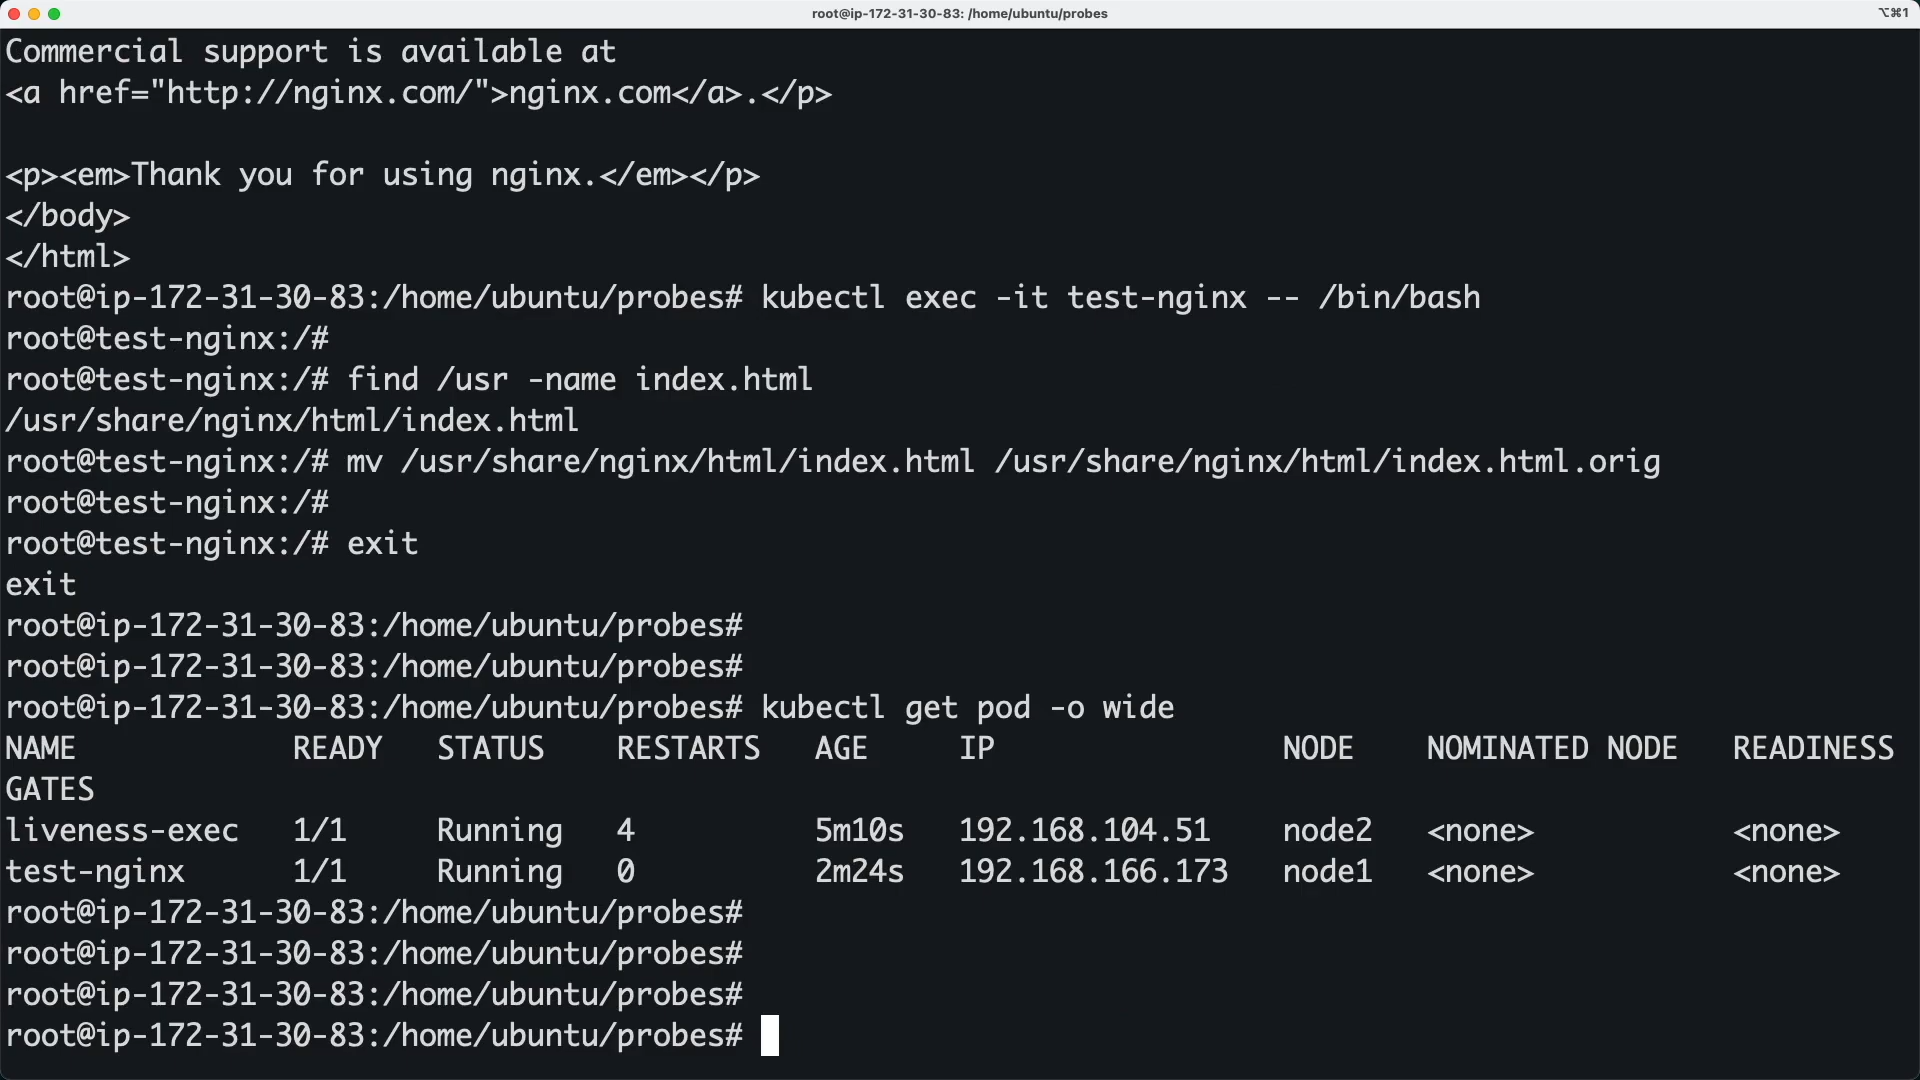 root@ip-172-31-30-83: /home/ubuntu/probes
⌥⌘1
Commercial support is available at
<a href="http://nginx.com/">nginx.com</a>.</p>
<p><em>Thank you for using nginx.</em></p>
</body>
</html>
root@ip-172-31-30-83:/home/ubuntu/probes# kubectl exec -it test-nginx -- /bin/bash
root@test-nginx:/#
root@test-nginx:/# find /usr -name index.html
/usr/share/nginx/html/index.html
root@test-nginx:/# mv /usr/share/nginx/html/index.html /usr/share/nginx/html/index.html.orig
root@test-nginx:/#
root@test-nginx:/# exit
exit
root@ip-172-31-30-83:/home/ubuntu/probes#
root@ip-172-31-30-83:/home/ubuntu/probes#
root@ip-172-31-30-83:/home/ubuntu/probes# kubectl get pod -o wide
NAME            READY   STATUS    RESTARTS   AGE     IP                NODE    NOMINATED NODE   READINESS
GATES
liveness-exec   1/1     Running   4          5m10s   192.168.104.51    node2   <none>           <none>
test-nginx      1/1     Running   0          2m24s   192.168.166.173   node1   <none>           <none>
root@ip-172-31-30-83:/home/ubuntu/probes#
root@ip-172-31-30-83:/home/ubuntu/probes#
root@ip-172-31-30-83:/home/ubuntu/probes#
root@ip-172-31-30-83:/home/ubuntu/probes#